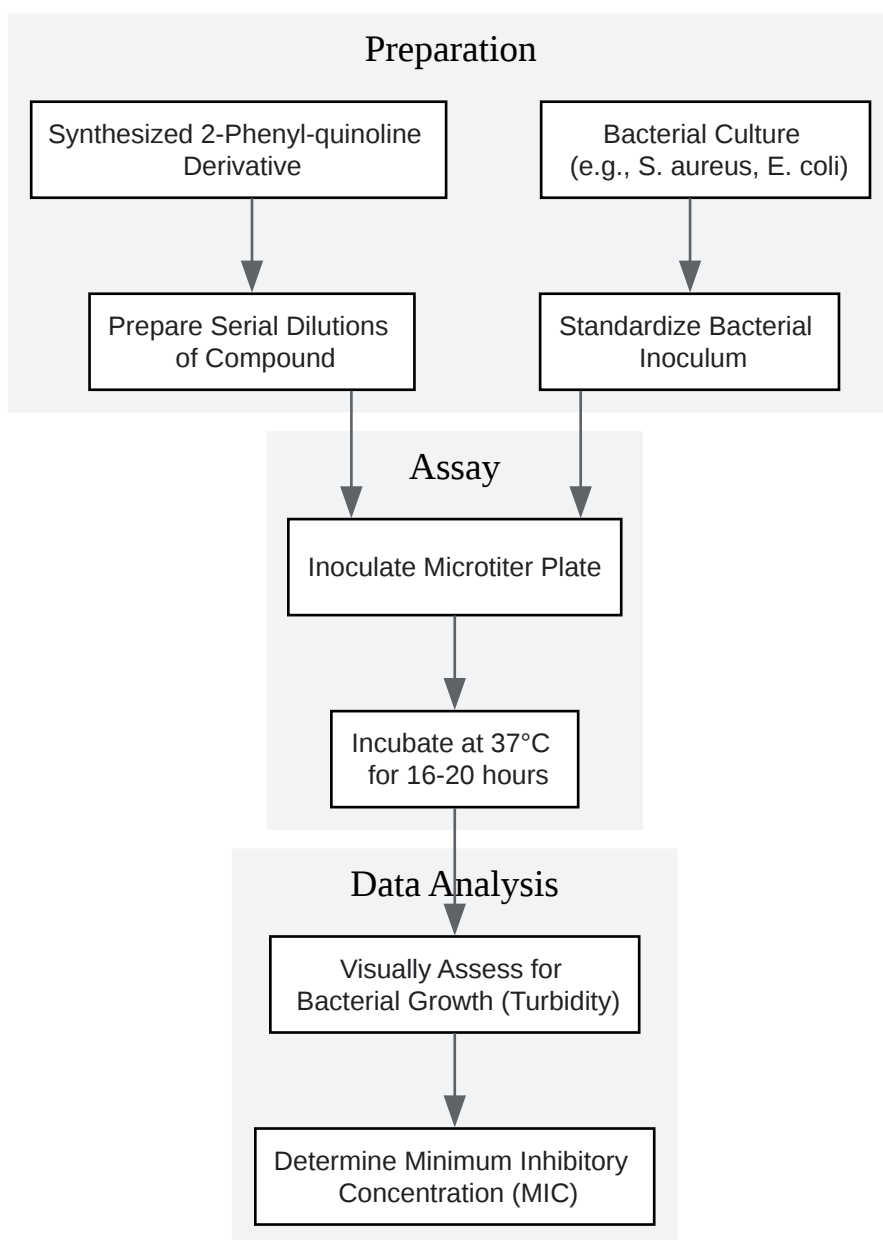 Preparation
Synthesized 2-Phenyl-quinoline
Derivative
Bacterial Culture
(e.g., S. aureus, E. coli)
Prepare Serial Dilutions
of Compound
Standardize Bacterial
Inoculum
Assay
Inoculate Microtiter Plate
Incubate at 37°C
for 16-20 hours
Data Analysis
Visually Assess for
Bacterial Growth (Turbidity)
Determine Minimum Inhibitory
Concentration (MIC)